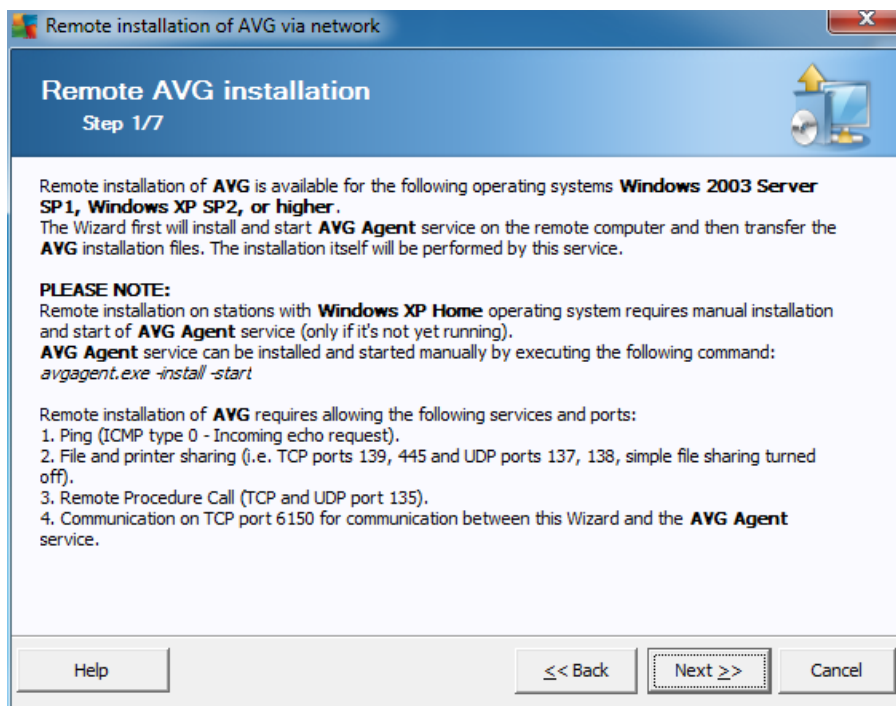 Remote installation of AVG via network
Remote AVG installation
Step 1/7
Remote installation of AVG is available for the following operating systems Windows 2003 Server
SP1, Windows XP SP2, or higher.
The Wizard first will install and start AVG Agent service on the remote computer and then transfer the
AVG installation files. The installation itself will be performed by this service.
PLEASE NOTE:
Remote installation on stations with Windows XP Home operating system requires manual installation
and start of AVG Agent service (only if it's not yet running).
AVG Agent service can be installed and started manually by executing the following command:
avgagent.exe -install -start
Remote installation of AVG requires allowing the following services and ports:
1. Ping (ICMP type 0 - Incoming echo request).
2. File and printer sharing (i.e. TCP ports 139, 445 and UDP ports 137, 138, simple file sharing turned
off).
3. Remote Procedure Call (TCP and UDP port 135).
4. Communication on TCP port 6150 for communication between this Wizard and the AVG Agent
service.
Help
<< Back
Next >>
Cancel